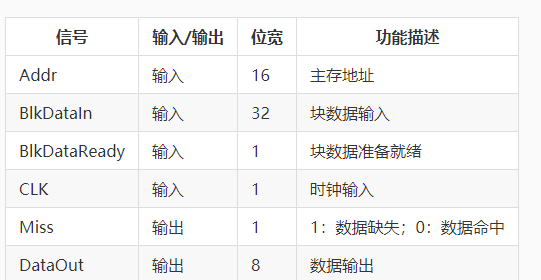 信号 输入/输出 位宽 功能描述
Addr 输入 16 主存地址
BlkDataIn 输入 32 块数据输入
BlkDataReady 输入 1 块数据准备就绪
CLK 输入 1 时钟输入
Miss 输出 1 1：数据缺失；0：数据命中
DataOut 输出 8 数据输出